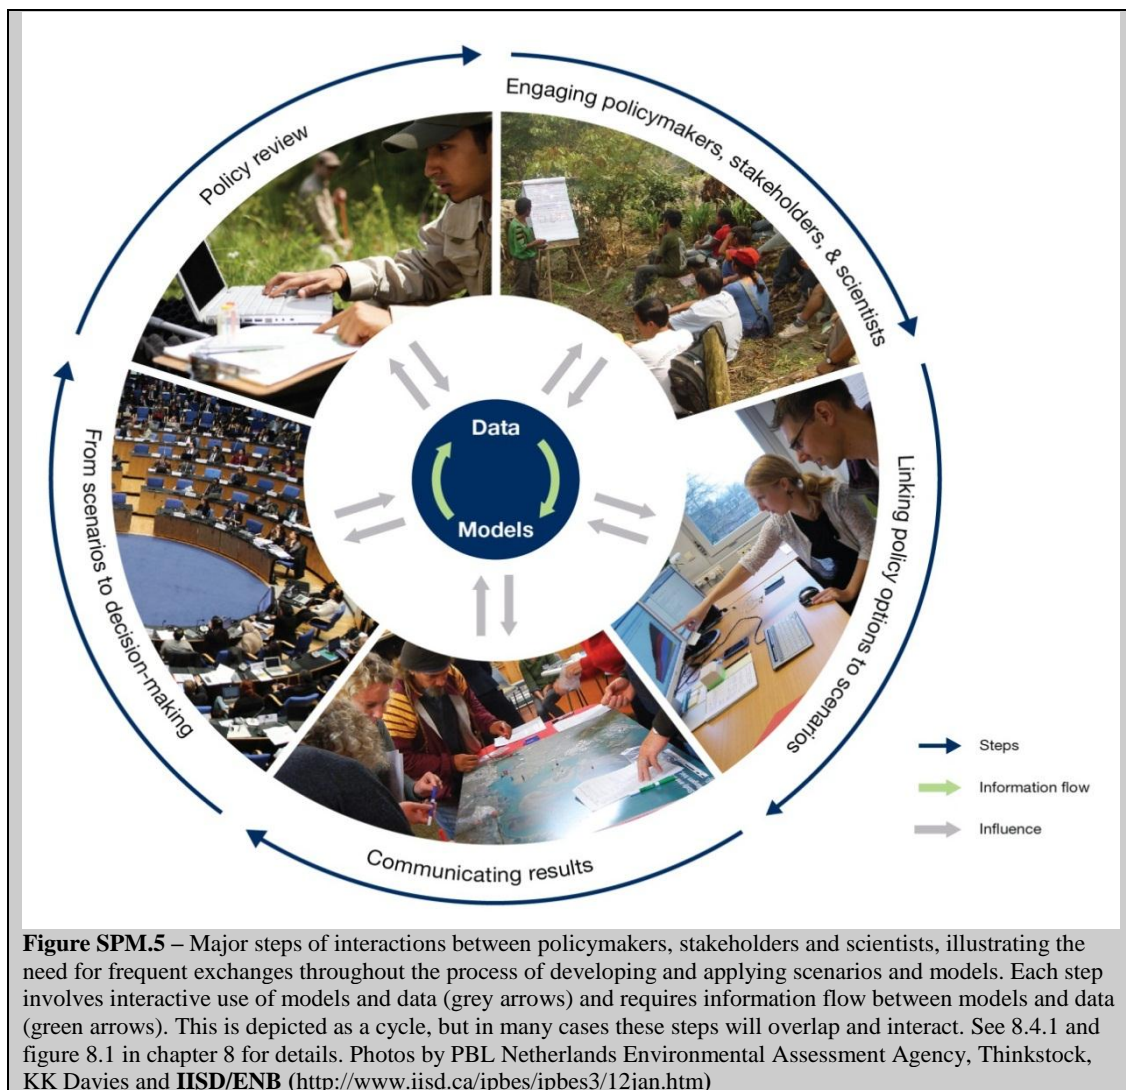 Policy review
Engaging policymakers, stakeholders, & scientists
Data
Models
From scenarios to decision-making
Linking policy options to scenarios
Communicating results
Steps
Information flow
Influence
Figure SPM.5 – Major steps of interactions between policymakers, stakeholders and scientists, illustrating the
need for frequent exchanges throughout the process of developing and applying scenarios and models. Each step
involves interactive use of models and data (grey arrows) and requires information flow between models and data
(green arrows). This is depicted as a cycle, but in many cases these steps will overlap and interact. See 8.4.1 and
figure 8.1 in chapter 8 for details. Photos by PBL Netherlands Environmental Assessment Agency, Thinkstock,
KK Davies and IISD/ENB (http://www.iisd.ca/ipbes/ipbes3/12jan.htm)